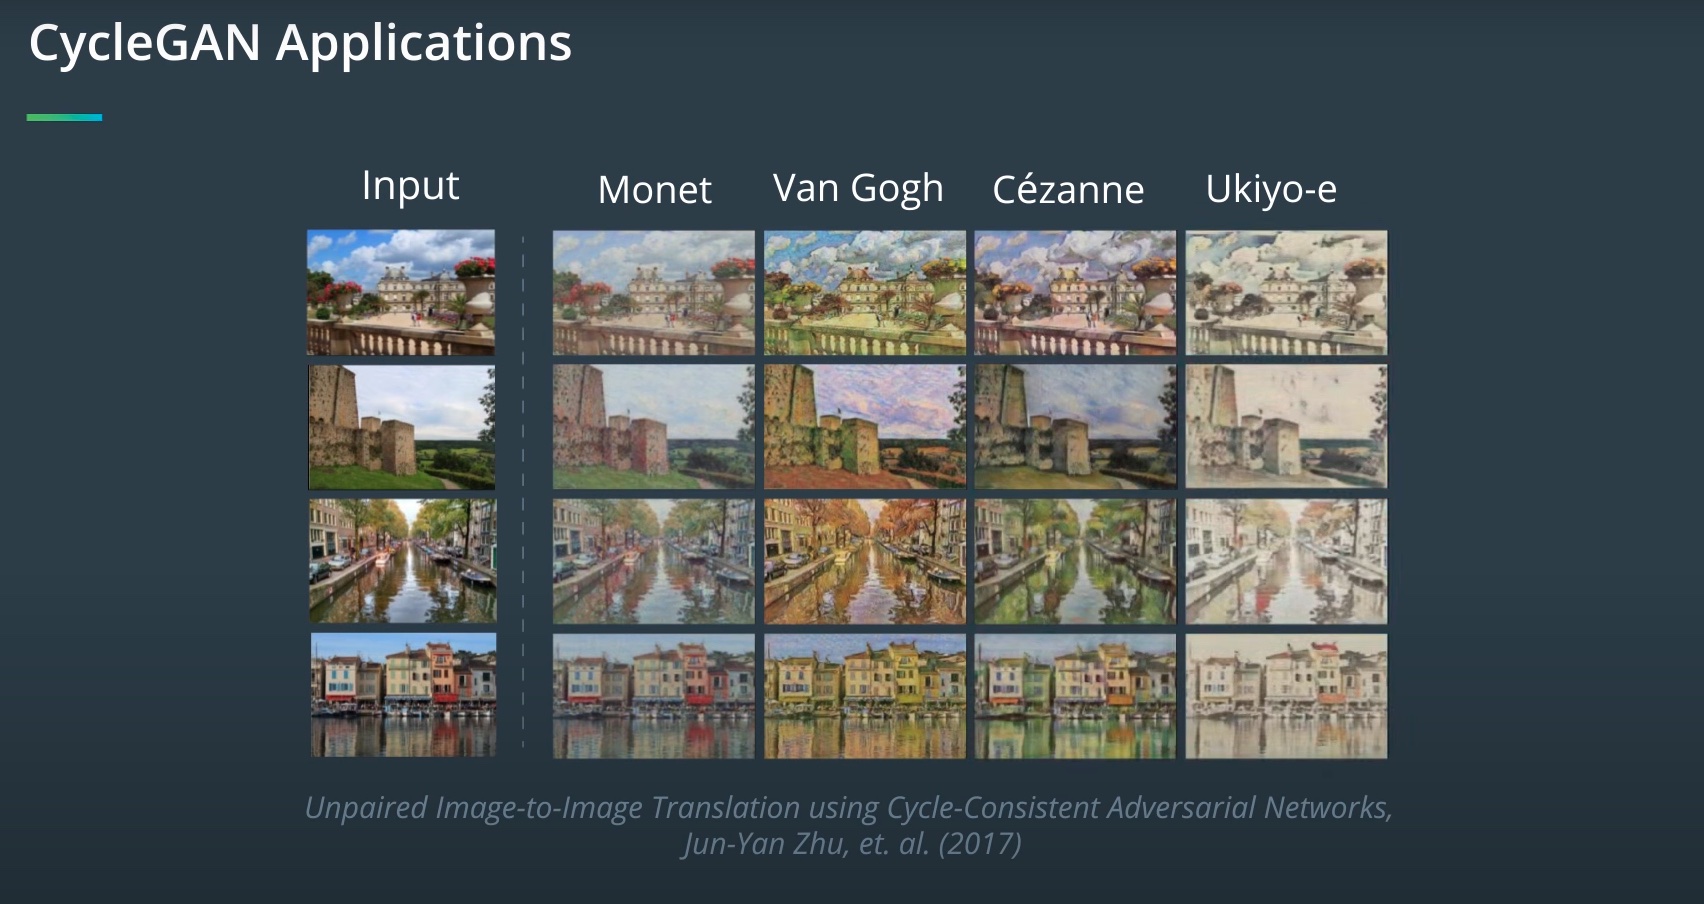 CycleGAN Applications
Input
Monet
Van Gogh
Cézanne
Ukiyo-e
Unpaired Image-to-Image Translation using Cycle-Consistent Adversarial Networks,
Jun-Yan Zhu, et. al. (2017)